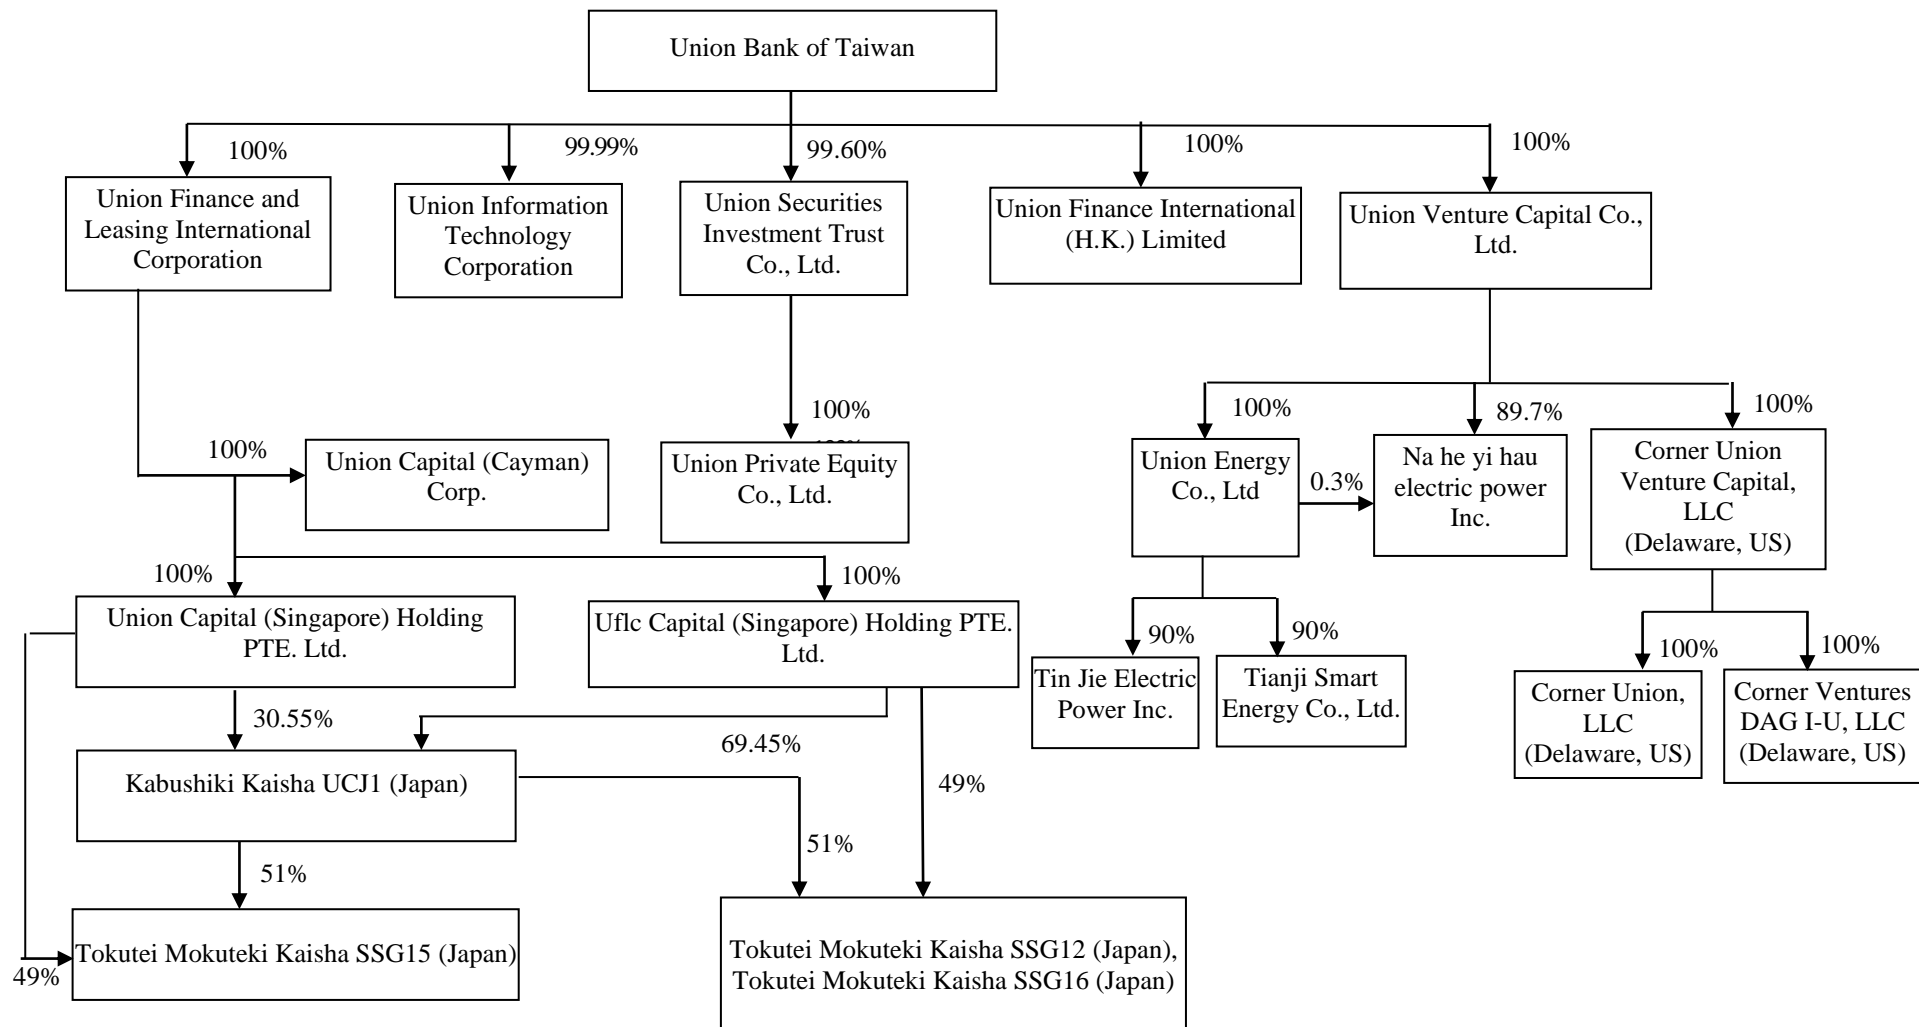 Union Bank of Taiwan
100%
99.99%
99.60%
100%
100%
Union Finance and
Leasing International
Corporation
Union Information
Technology
Corporation
Union Securities
Investment Trust
Co., Ltd.
Union Finance International
(H.K.) Limited
Union Venture Capital Co.,
Ltd.
100%
100%
100%
89.7%
100%
Union Capital (Cayman)
Corp.
Union Private Equity
Co., Ltd.
Union Energy
Co., Ltd
0.3%
Na he yi hau
electric power
Inc.
Corner Union
Venture Capital,
LLC
(Delaware, US)
100%
100%
Union Capital (Singapore) Holding
PTE. Ltd.
Uflc Capital (Singapore) Holding PTE.
Ltd.
90%
90%
100%
100%
Tin Jie Electric
Power Inc.
Tianji Smart
Energy Co., Ltd.
Corner Union,
LLC
(Delaware, US)
Corner Ventures
DAG I-U, LLC
(Delaware, US)
30.55%
69.45%
49%
Kabushiki Kaisha UCJ1 (Japan)
51%
51%
49%
Tokutei Mokuteki Kaisha SSG15 (Japan)
Tokutei Mokuteki Kaisha SSG12 (Japan),
Tokutei Mokuteki Kaisha SSG16 (Japan)